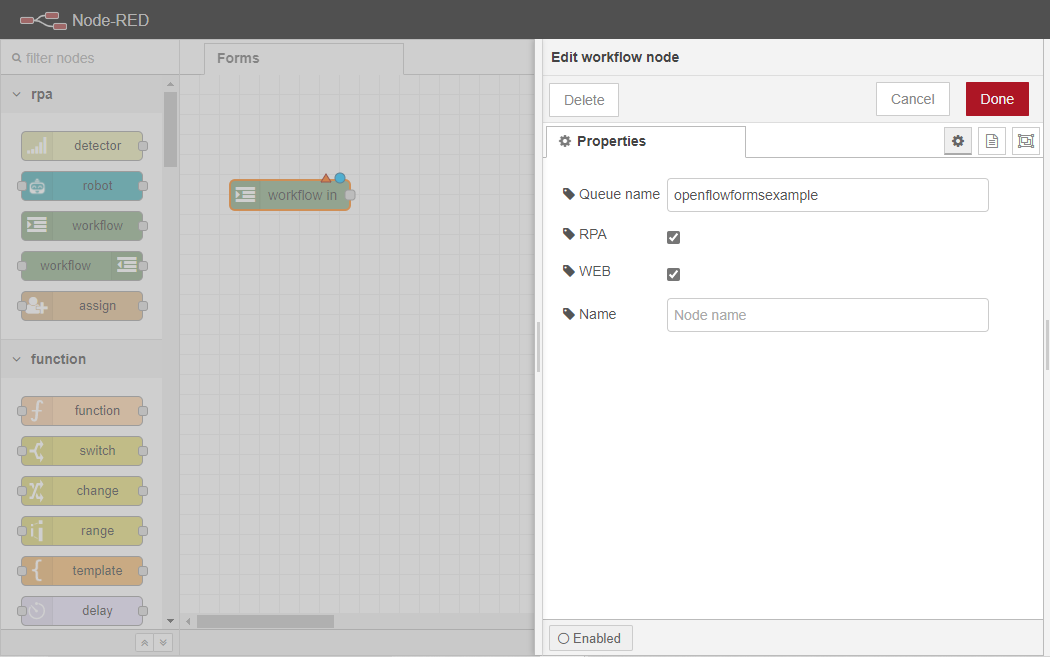 Node-RED
filter nodes
Forms
rpa
detector
robot
workflow
workflow
assign
function
function
switch
change
range
template
delay
workflow in
Edit workflow node
Delete
Cancel
Done
Properties
Queue name
openflowformsexample
RPA
WEB
Name
Node name
Enabled